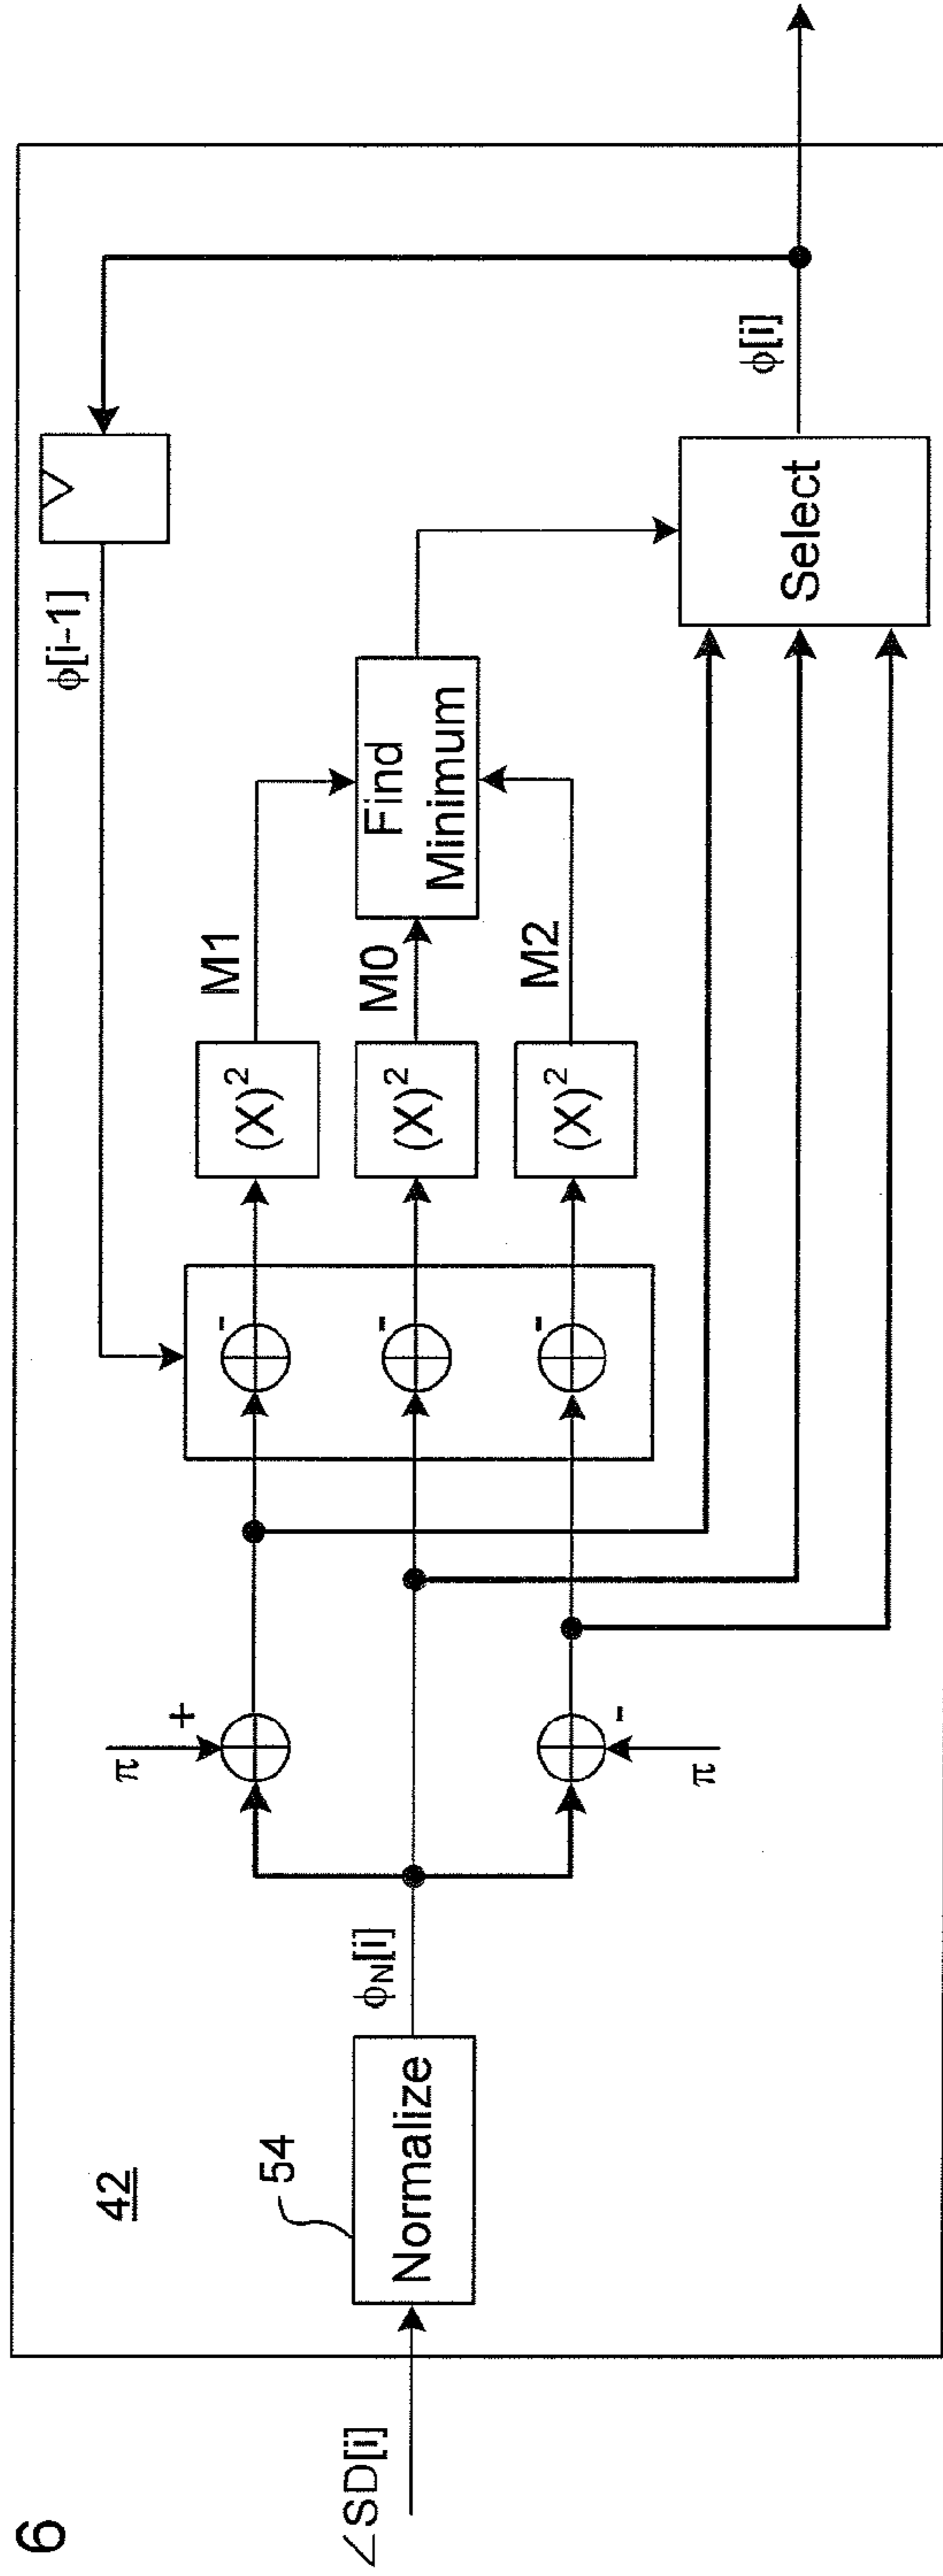 6
42
∠SD[i]
54
Normalize
ϕN[i]
π
+
π
-
-
-
-
(X)²
(X)²
(X)²
M1
M0
M2
Find
Minimum
ϕ[i-1]
Select
ϕ[i]